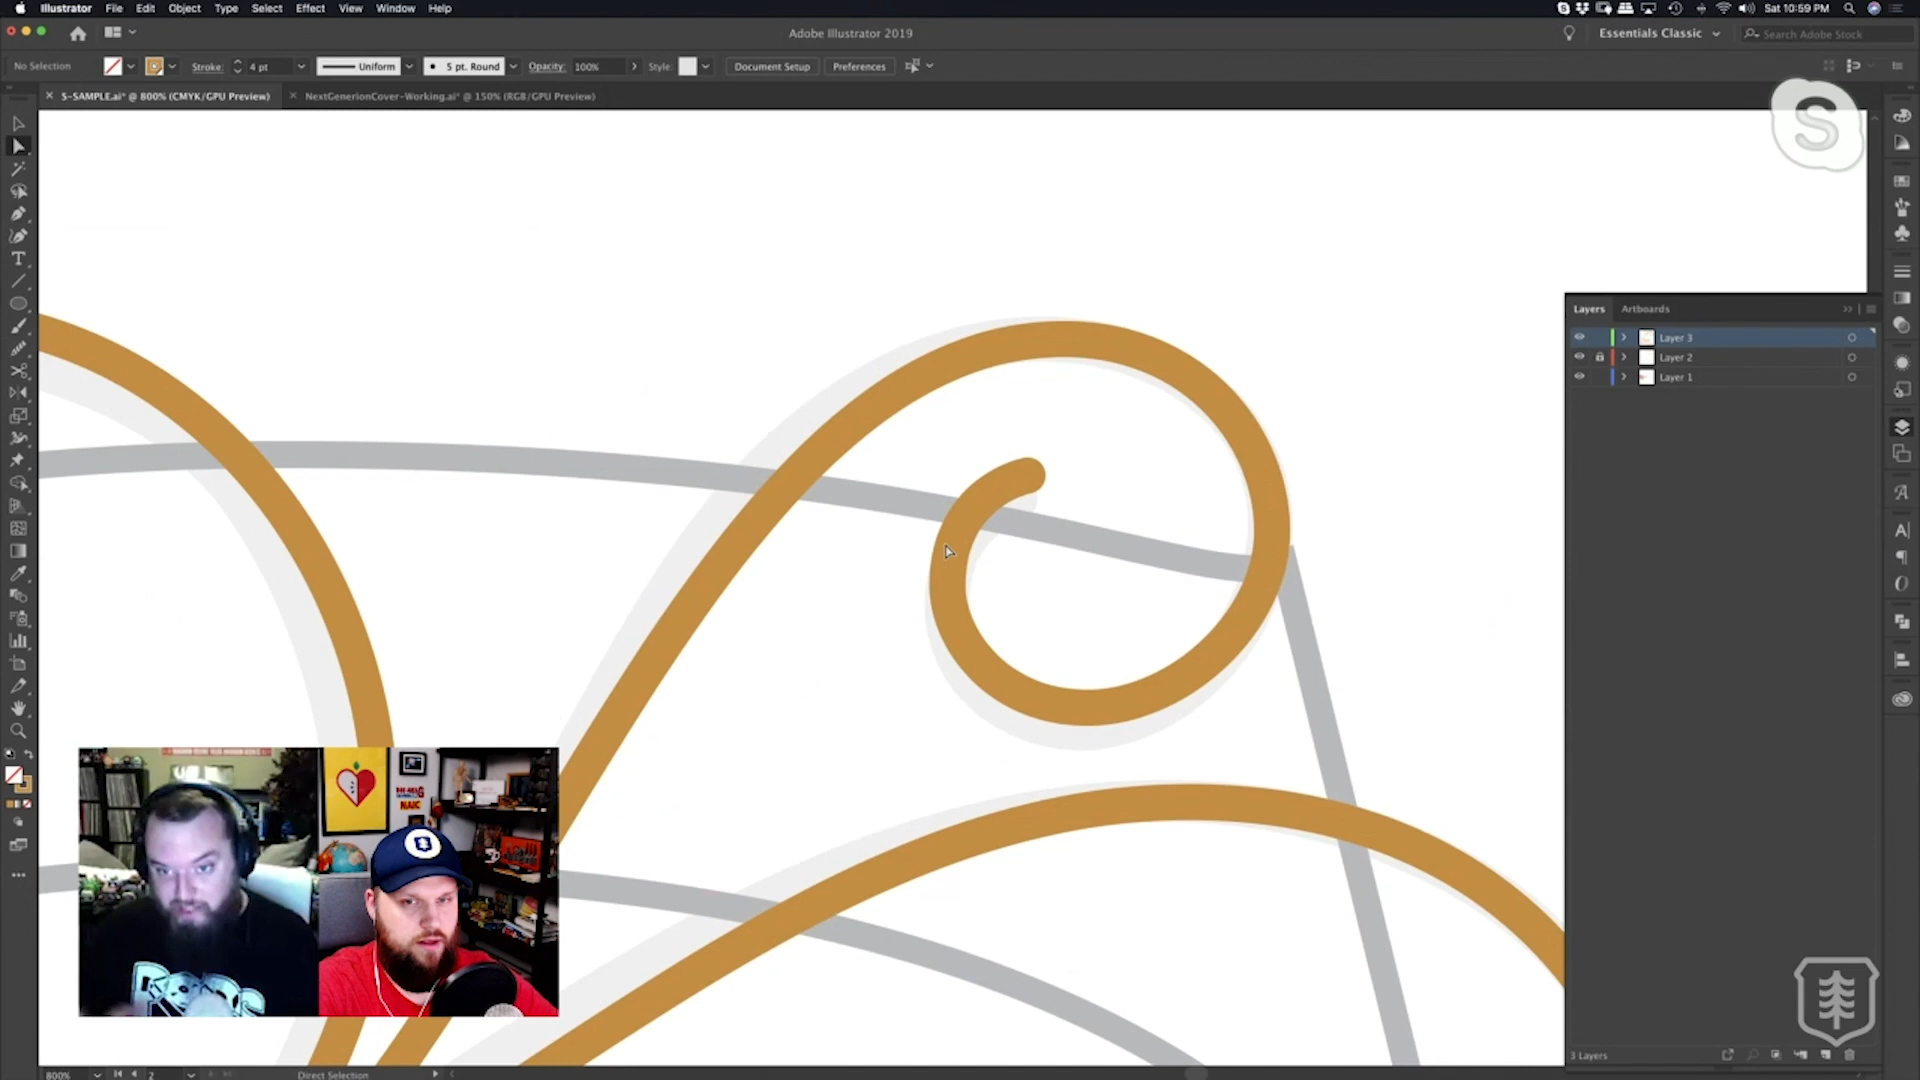 Illustrator File Edit Object Type Select Effect View Window Help
Sat 10:59 PM
Adobe Illustrator 2019
Essentials Classic
Search Adobe Stock
No Selection
Stroke: 4 pt
Uniform
5 pt. Round
Opacity: 100%
Style:
Document Setup
Preferences
S-SAMPLE.ai* @ 800% (CMYK/GPU Preview)
NextGenerionCover-Working.ai* @ 150% (RGB/GPU Preview)
S
Layers
Artboards
Layer 3
Layer 2
Layer 1
NAIC
3 Layers
800%
2
Direct Selection